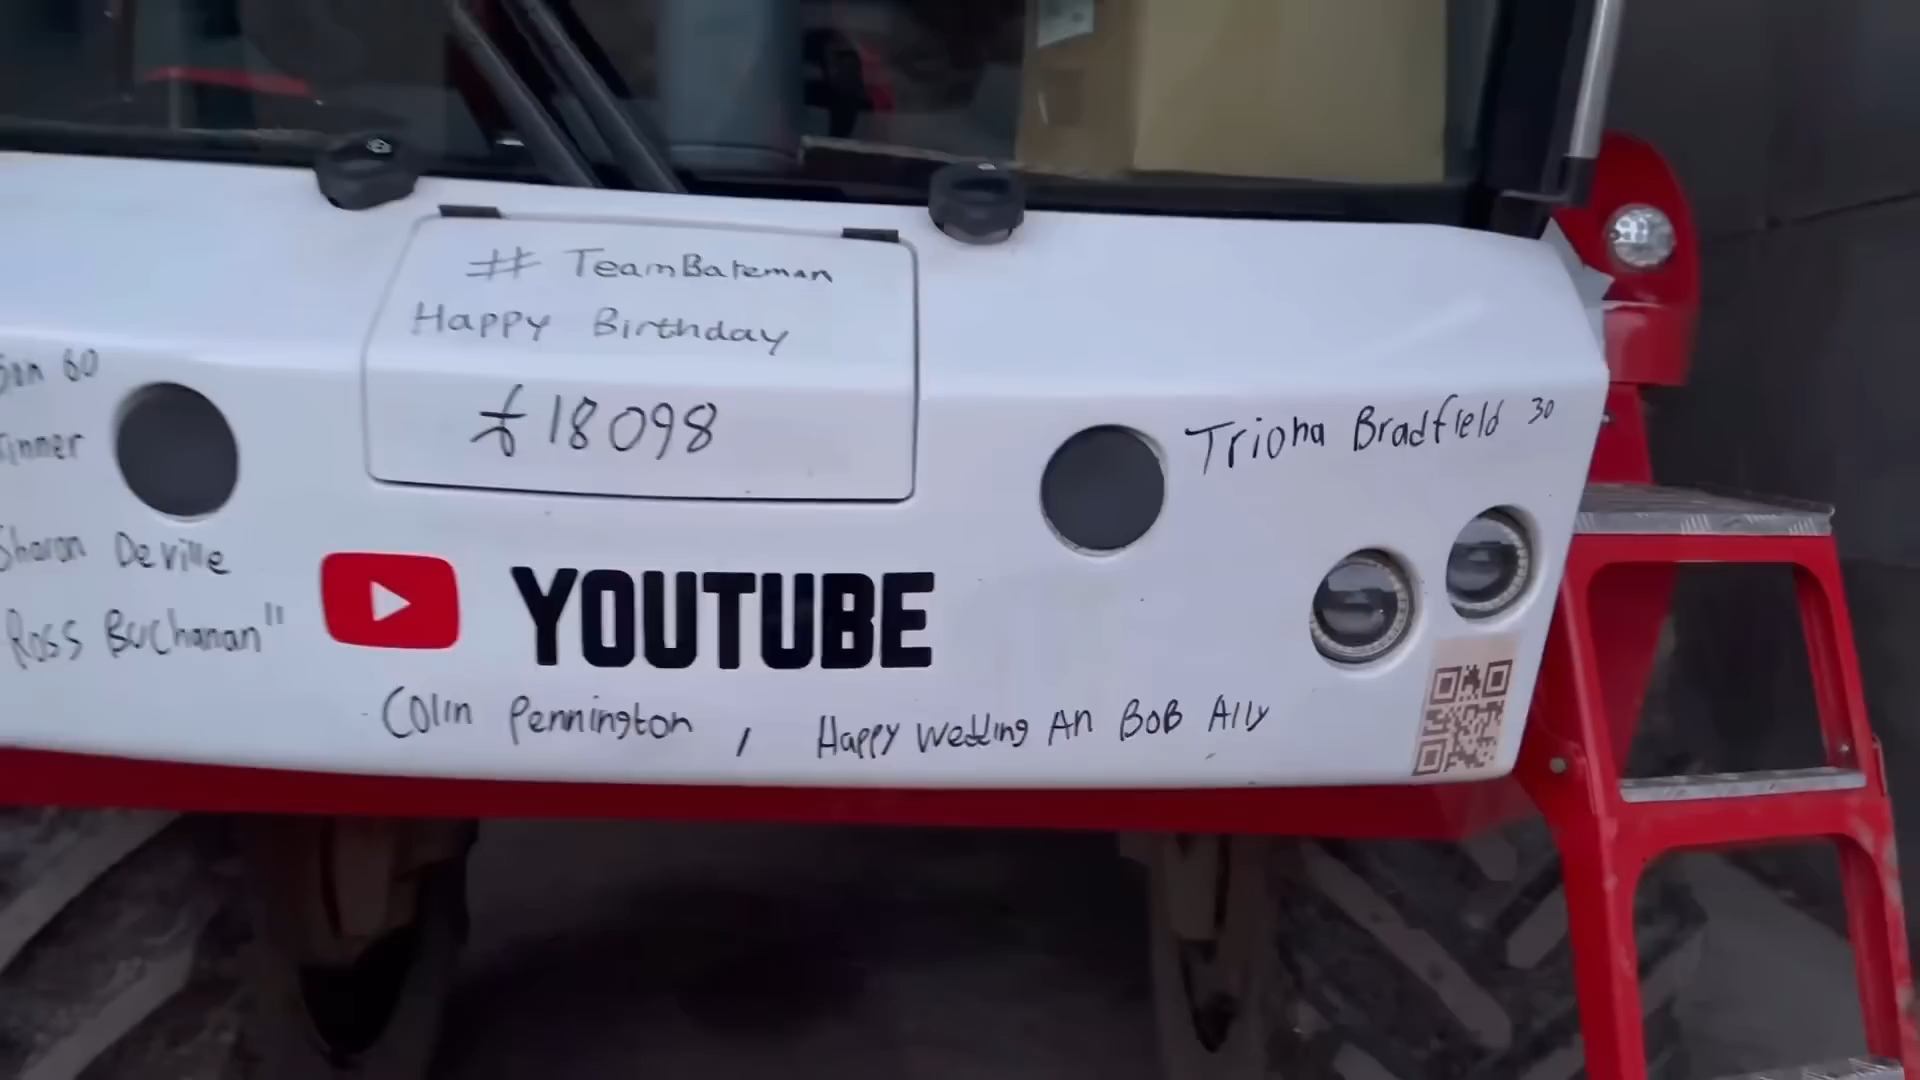 # TeamBateman
Happy Birthday
£18098
60
Sharon Deville
Ross Buchanan"
Triona Bradfield 30
YOUTUBE
Colin Pennington , Happy Wedding An BoB Ally